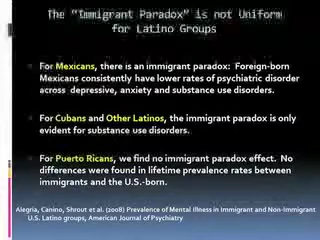 The "Immigrant Paradox" is not Uniform
for Latino Groups
For Mexicans, there is an immigrant paradox: Foreign-born
Mexicans consistently have lower rates of psychiatric disorder
across depressive, anxiety and substance use disorders.
For Cubans and Other Latinos, the immigrant paradox is only
evident for substance use disorders.
For Puerto Ricans, we find no immigrant paradox effect. No
differences were found in lifetime prevalence rates between
immigrants and the U.S.-born.
Alegria, Canino, Shrout et al. (2008) Prevalence of Mental Illness in Immigrant and Non-Immigrant
U.S. Latino groups, American Journal of Psychiatry